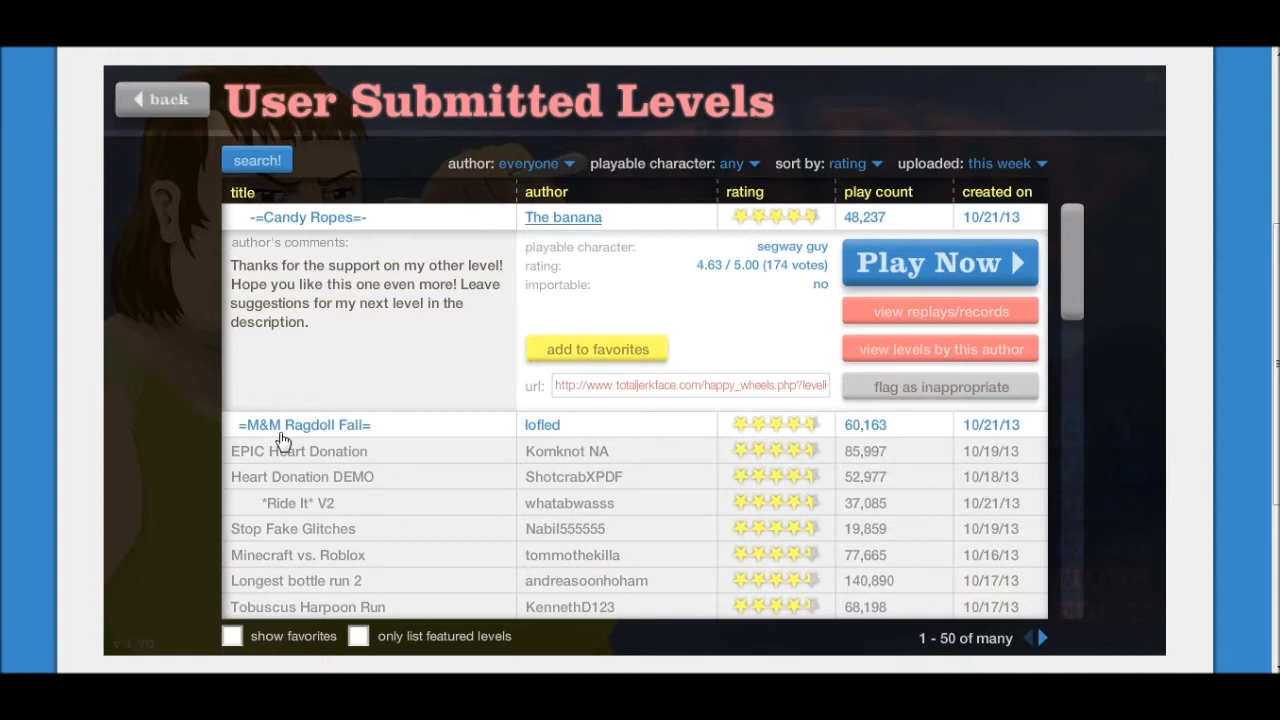 back
User Submitted Levels
search!
author: everyone playable character: any sort by: rating uploaded: this week
title author rating play count created on
-=Candy Ropes=- The banana 48,237 10/21/13
author's comments:
Thanks for the support on my other level!
Hope you like this one even more! Leave
suggestions for my next level in the
description.
playable character: segway guy
rating: 4.63 / 5.00 (174 votes)
importable: no
add to favorites
url: http://www.totaljerkface.com/happy_wheels.php?leveli
Play Now
view replays/records
view levels by this author
flag as inappropriate
=M&M Ragdoll Fall= lofled 60,163 10/21/13
EPIC Heart Donation Komknot NA 85,997 10/19/13
Heart Donation DEMO ShotcrabXPDF 52,977 10/18/13
*Ride It* V2 whatabwasss 37,085 10/21/13
Stop Fake Glitches Nabil555555 19,859 10/19/13
Minecraft vs. Roblox tommothekilla 77,665 10/16/13
Longest bottle run 2 andreasoonhoham 140,890 10/17/13
Tobuscus Harpoon Run KennethD123 68,198 10/17/13
show favorites only list featured levels 1 - 50 of many